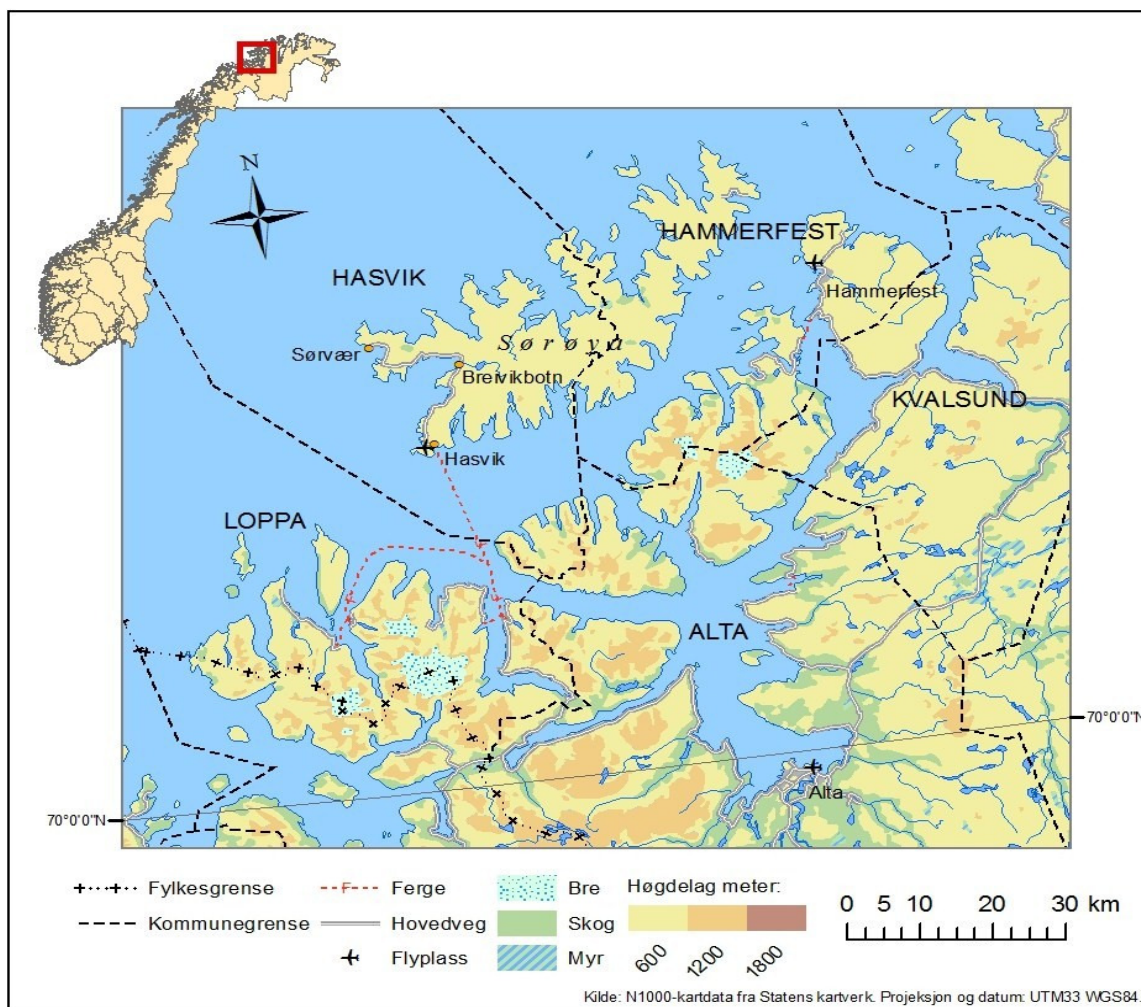 N
HAMMERFEST
HASVIK
Hammerfest
Sørøya
Sørvær
Breivikbotn
KVALSUND
Hasvik
LOPPA
ALTA
70°0'0"N
Alta
70°0'0"N
Fylkesgrense
Ferge
Bre
Høgdelag meter:
0 5 10 20 30 km
Kommunegrense
Hovedveg
Skog
600 1200 1800
Flyplass
Myr
Kilde: N1000-kartdata fra Statens kartverk. Projeksjon og datum: UTM33 WGS84.